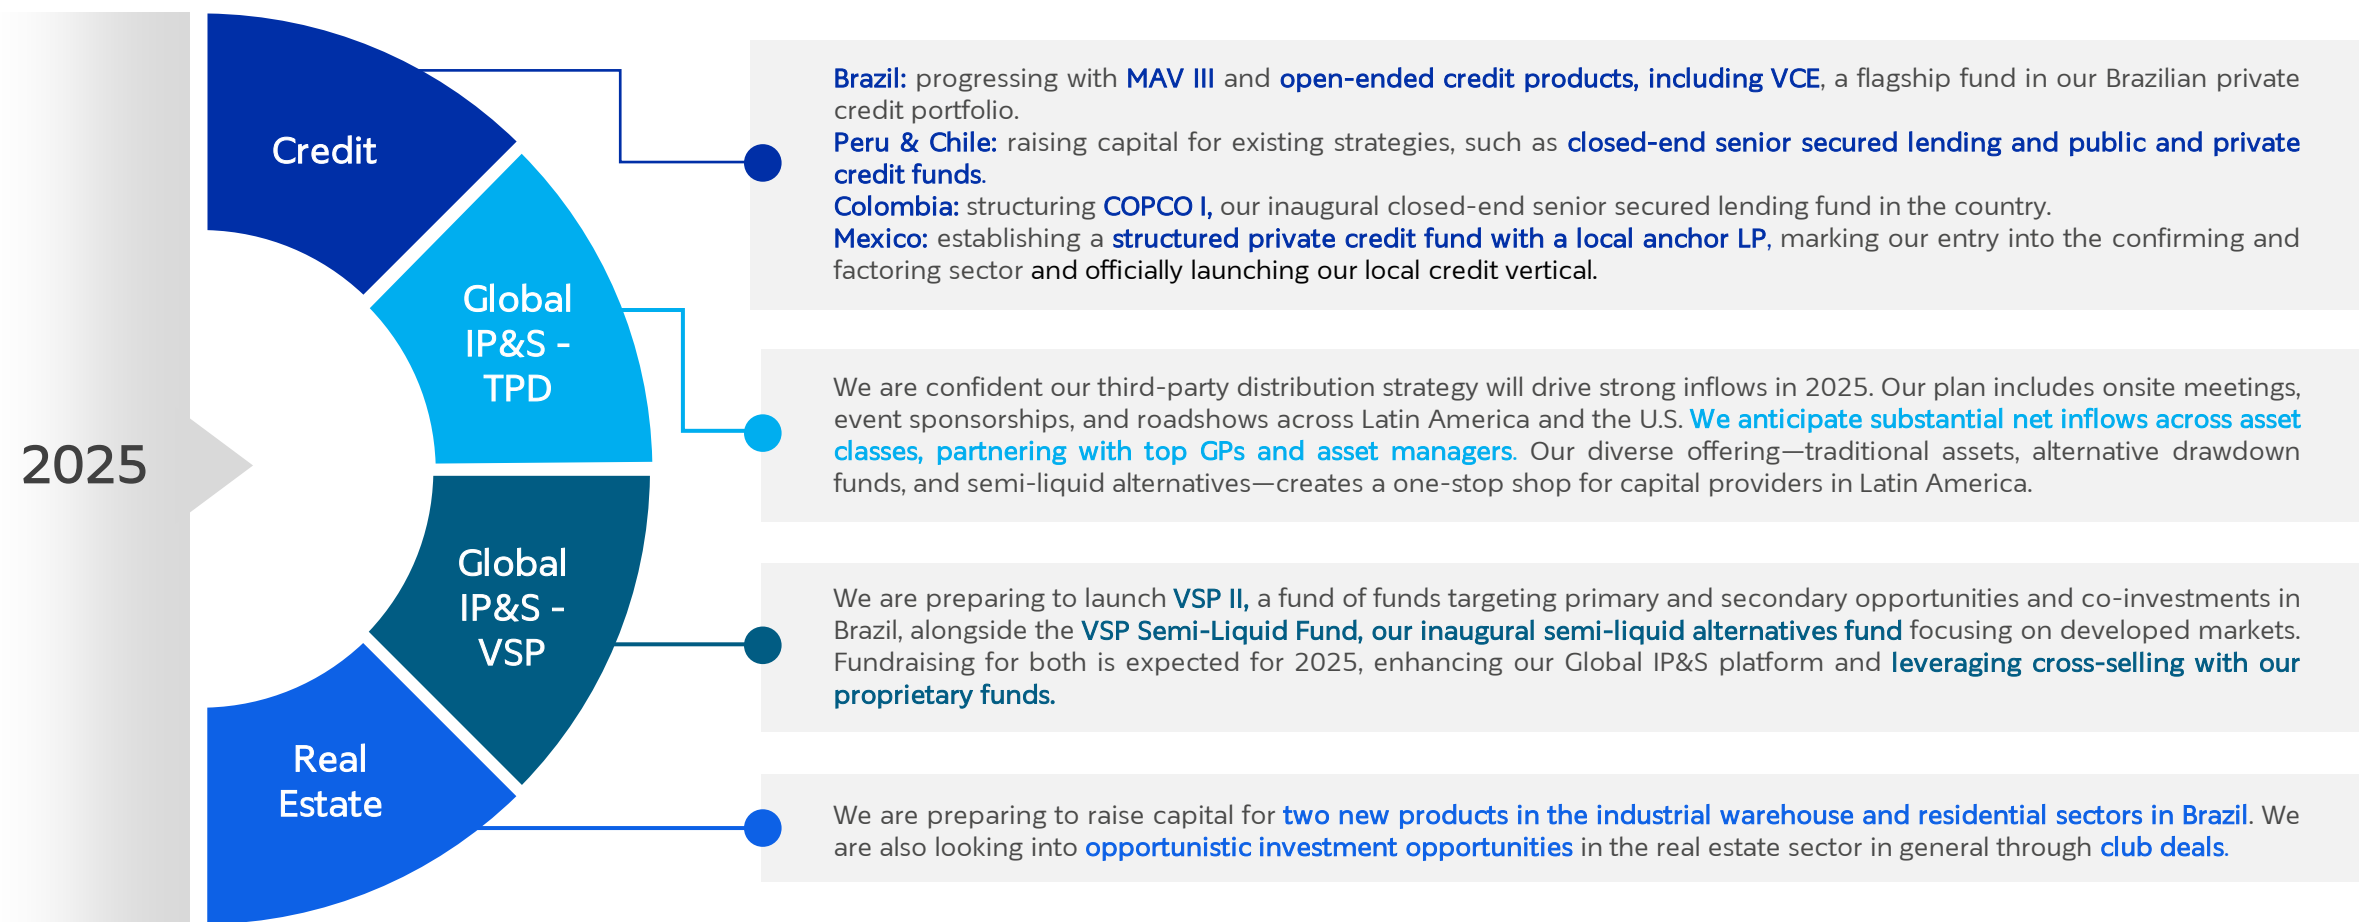 2025
Credit
Brazil: progressing with MAV III and open-ended credit products, including VCE, a flagship fund in our Brazilian private
credit portfolio.
Peru & Chile: raising capital for existing strategies, such as closed-end senior secured lending and public and private
credit funds.
Colombia: structuring COPCO I, our inaugural closed-end senior secured lending fund in the country.
Mexico: establishing a structured private credit fund with a local anchor LP, marking our entry into the confirming and
factoring sector and officially launching our local credit vertical.
Global
IP&S -
TPD
We are confident our third-party distribution strategy will drive strong inflows in 2025. Our plan includes onsite meetings,
event sponsorships, and roadshows across Latin America and the U.S. We anticipate substantial net inflows across asset
classes, partnering with top GPs and asset managers. Our diverse offering—traditional assets, alternative drawdown
funds, and semi-liquid alternatives—creates a one-stop shop for capital providers in Latin America.
Global
IP&S -
VSP
We are preparing to launch VSP II, a fund of funds targeting primary and secondary opportunities and co-investments in
Brazil, alongside the VSP Semi-Liquid Fund, our inaugural semi-liquid alternatives fund focusing on developed markets.
Fundraising for both is expected for 2025, enhancing our Global IP&S platform and leveraging cross-selling with our
proprietary funds.
Real
Estate
We are preparing to raise capital for two new products in the industrial warehouse and residential sectors in Brazil. We
are also looking into opportunistic investment opportunities in the real estate sector in general through club deals.